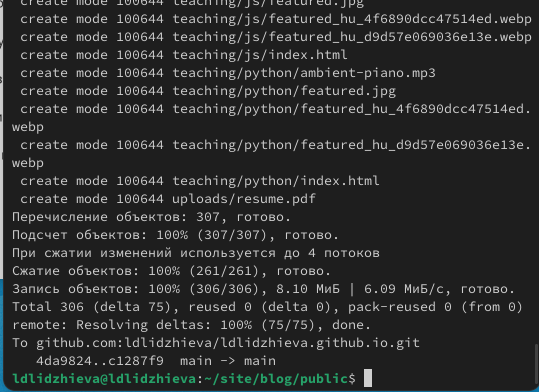 create mode 100644 teaching/js/featured.jpg
create mode 100644 teaching/js/featured_hu_4f6890dcc47514ed.webp
create mode 100644 teaching/js/featured_hu_d9d57e069036e13e.webp
create mode 100644 teaching/js/index.html
create mode 100644 teaching/python/ambient-piano.mp3
create mode 100644 teaching/python/featured.jpg
create mode 100644 teaching/python/featured_hu_4f6890dcc47514ed.
webp
create mode 100644 teaching/python/featured_hu_d9d57e069036e13e.
webp
create mode 100644 teaching/python/index.html
create mode 100644 uploads/resume.pdf
Перечисление объектов: 307, готово.
Подсчет объектов: 100% (307/307), готово.
При сжатии изменений используется до 4 потоков
Сжатие объектов: 100% (261/261), готово.
Запись объектов: 100% (306/306), 8.10 МиБ | 6.09 МиБ/с, готово.
Total 306 (delta 75), reused 0 (delta 0), pack-reused 0 (from 0)
remote: Resolving deltas: 100% (75/75), done.
To github.com:ldlidzhieva/ldlidzhieva.github.io.git
4da9824..c1287f9  main -> main
ldlidzhieva@ldlidzhieva:~/site/blog/public$